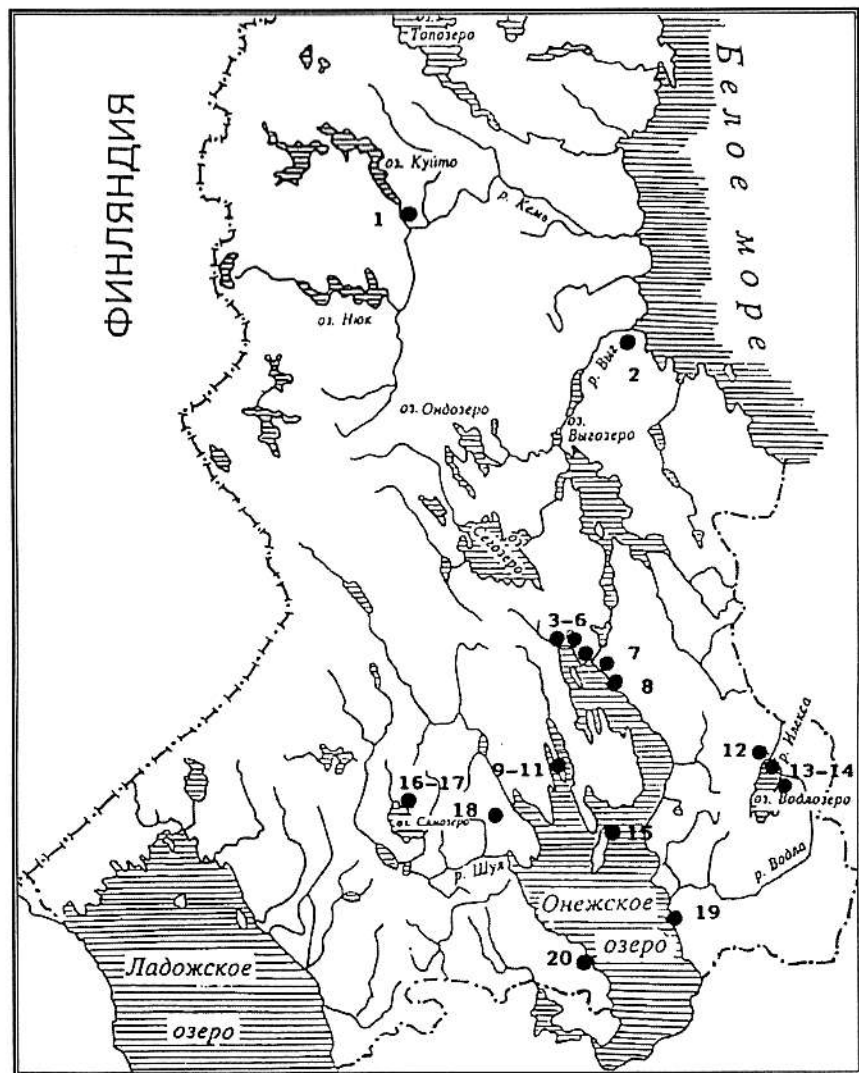 оз.
Топозеро
Белое море
ФИНЛЯНДИЯ
оз. Куйто
р. Кемь
1
оз. Нюк
р. Выг
2
оз. Ондозеро
оз.
Выгозеро
оз.
Сегозеро
3-6
7
8
р. Илекса
12
9-11
13-14
16-17
оз. Водлозеро
18
оз. Сямозеро
15
р. Водла
р. Шуя
Онежское
19
озеро
20
Ладожское
озеро